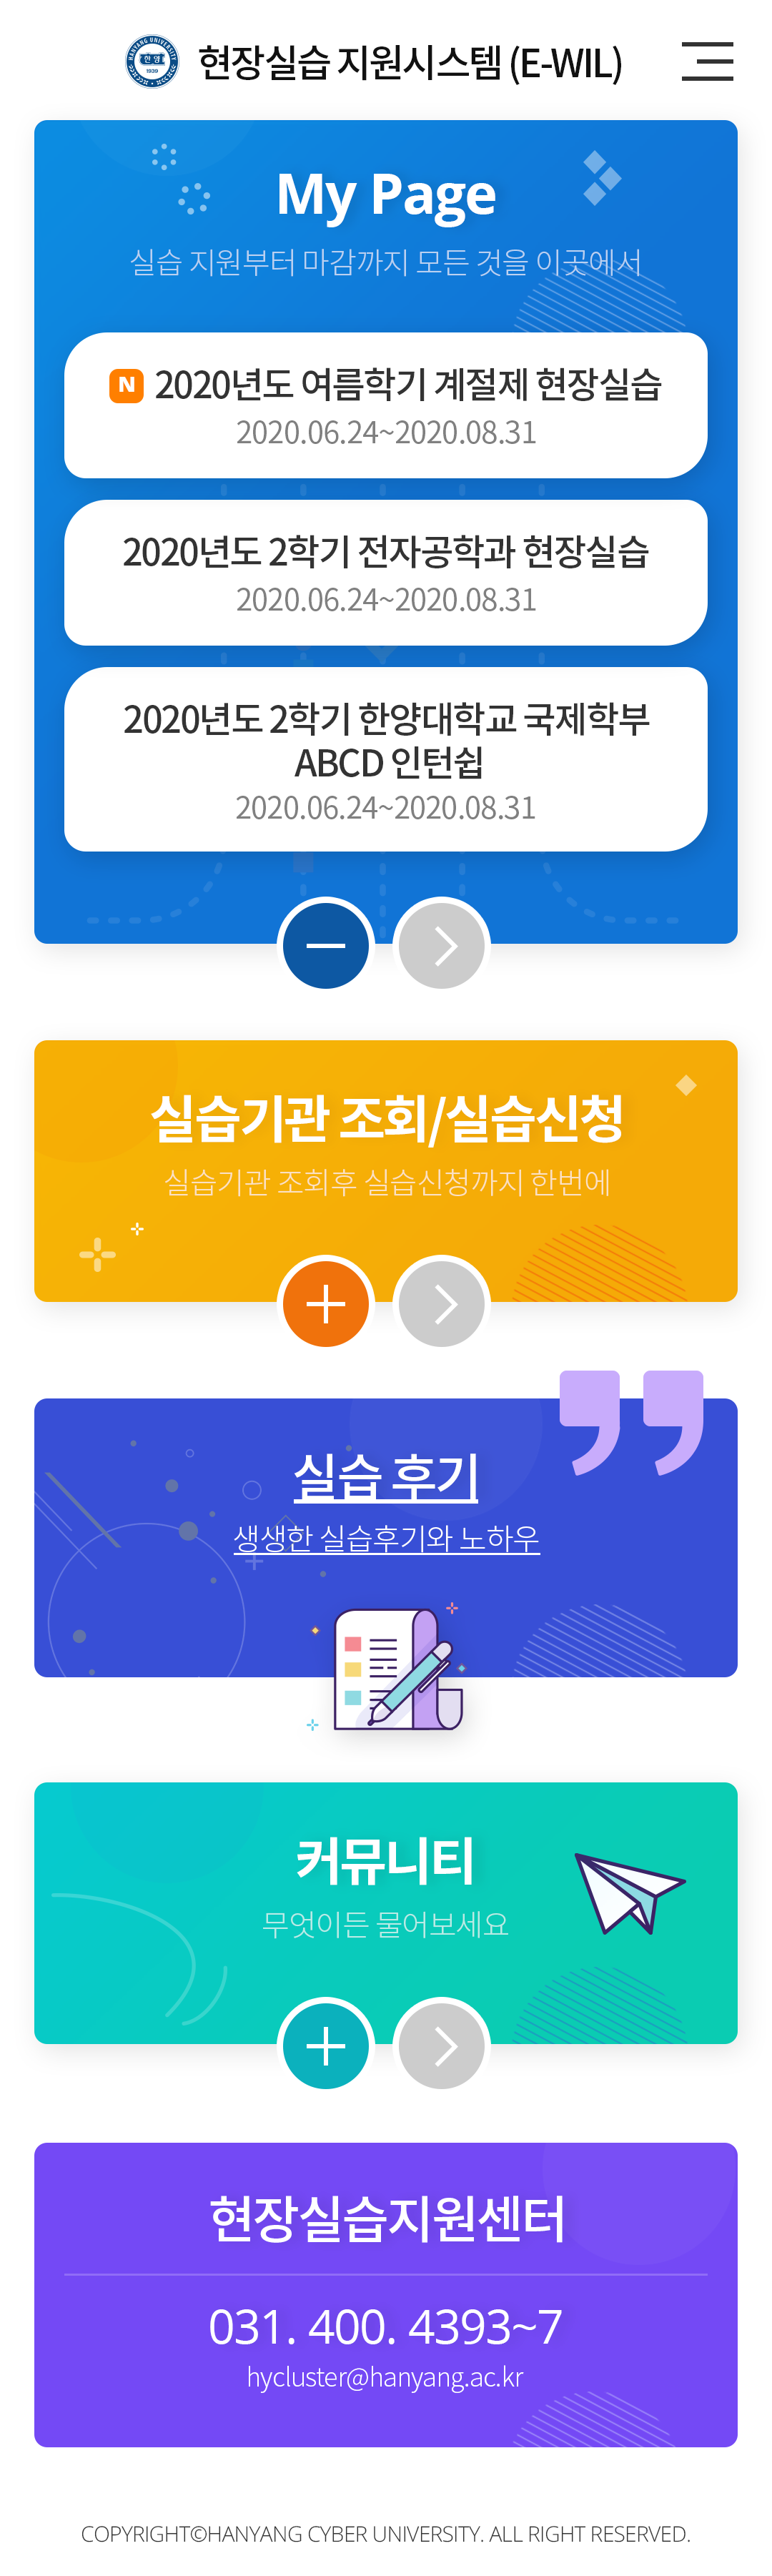 HANYANG UNIVERSITY
한양
1939
현장실습 지원시스템 (E-WIL)
My Page
실습 지원부터 마감까지 모든 것을 이곳에서
N 2020년도 여름학기 계절제 현장실습
2020.06.24~2020.08.31
2020년도 2학기 전자공학과 현장실습
2020.06.24~2020.08.31
2020년도 2학기 한양대학교 국제학부
ABCD 인턴쉽
2020.06.24~2020.08.31
실습기관 조회/실습신청
실습기관 조회후 실습신청까지 한번에
실습 후기
생생한 실습후기와 노하우
커뮤니티
무엇이든 물어보세요
현장실습지원센터
031. 400. 4393~7
hycluster@hanyang.ac.kr
COPYRIGHT©HANYANG CYBER UNIVERSITY. ALL RIGHT RESERVED.